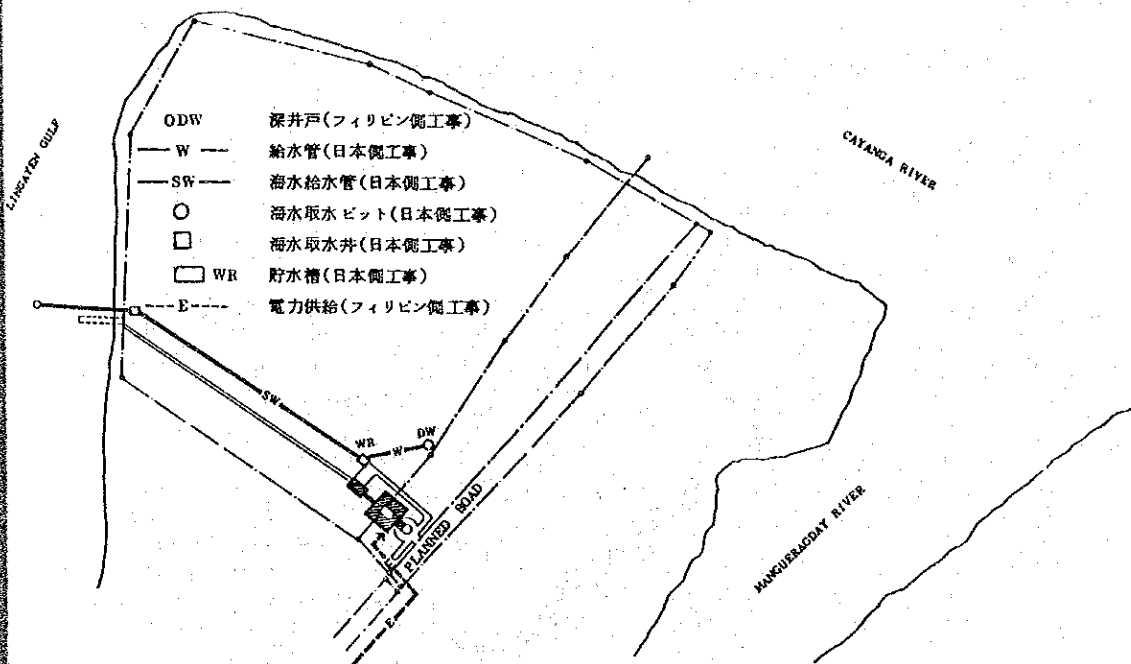 ODW 深井戸(フィリピン側工事)
W 給水管(日本側工事)
SW 海水給水管(日本側工事)
海水取水ピット(日本側工事)
海水取水井(日本側工事)
WR 貯水槽(日本側工事)
E 電力供給(フィリピン側工事)
LINGAYEN GULF
CAYANGA RIVER
SW
WR
W
DW
PLANNED ROAD
E
E
MANGUERAGDAY RIVER